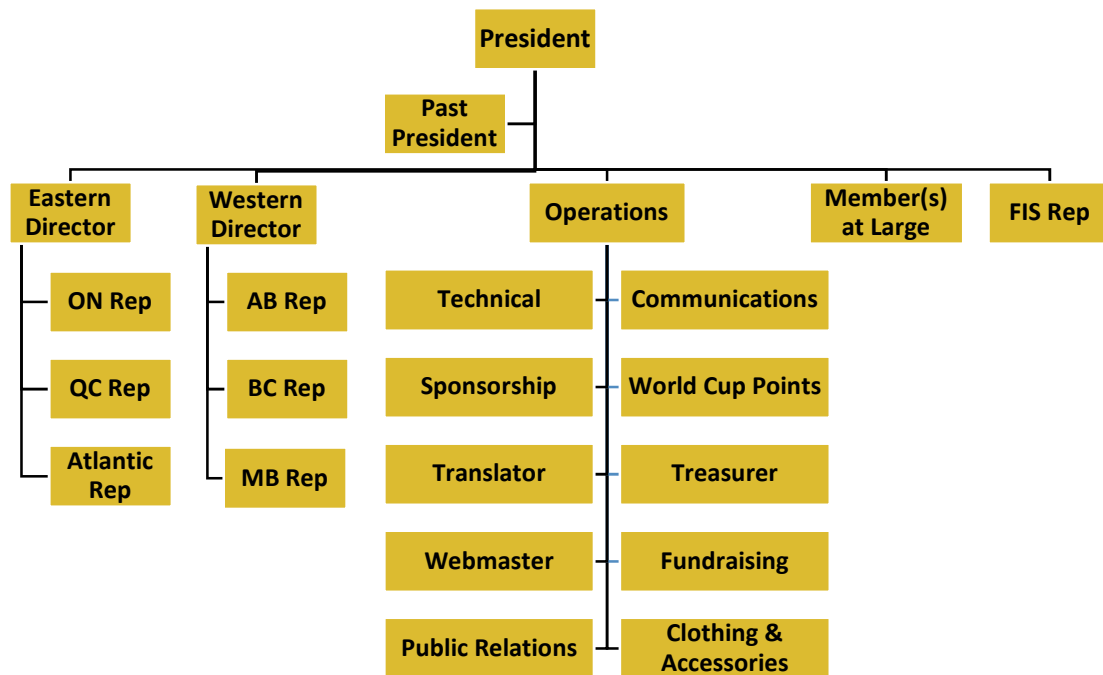 President
Past
President
Eastern
Director
Western
Director
Operations
Member(s)
at Large
FIS Rep
ON Rep
AB Rep
Technical
Communications
QC Rep
BC Rep
Sponsorship
World Cup Points
Atlantic
Rep
MB Rep
Translator
Treasurer
Webmaster
Fundraising
Public Relations
Clothing &
Accessories